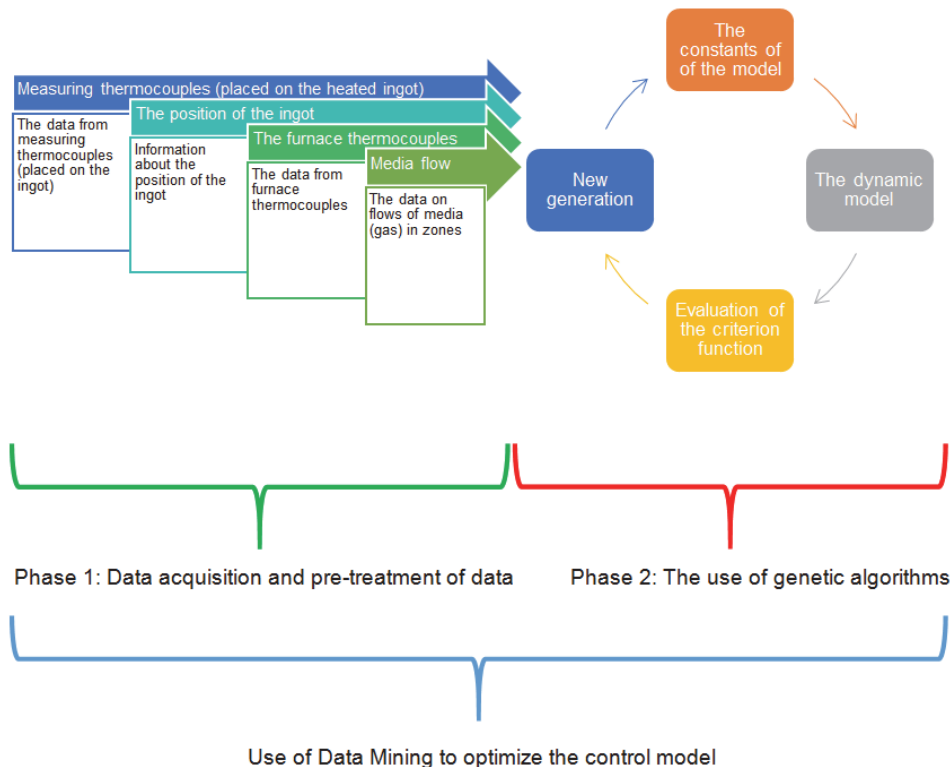 Measuring thermocouples (placed on the heated ingot)
The data from
measuring
thermocouples
(placed on the
ingot)
The position of the ingot
Information
about the
position of the
ingot
The furnace thermocouples
The data from
furnace
thermocouples
Media flow
The data on
flows of media
(gas) in zones
The
constants of
of the model
The dynamic
model
Evaluation of
the criterion
function
New
generation
Phase 1: Data acquisition and pre-treatment of data
Phase 2: The use of genetic algorithms
Use of Data Mining to optimize the control model